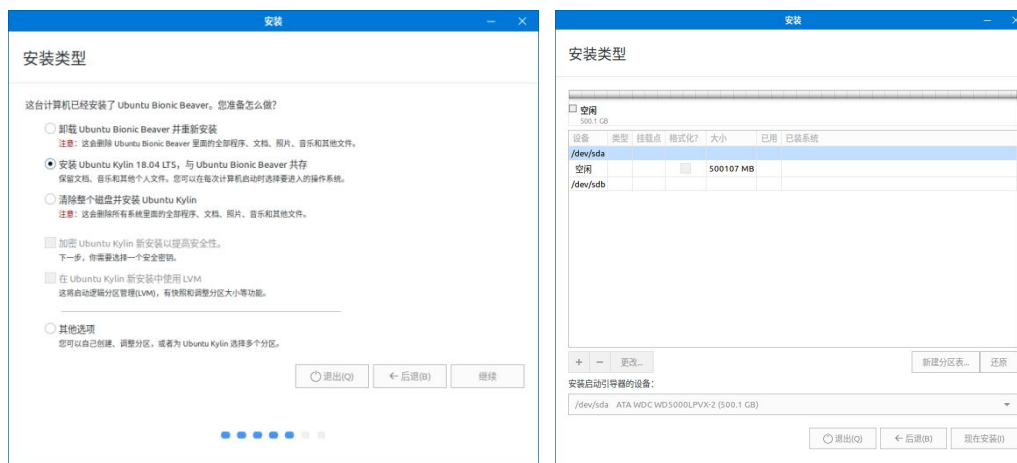 安装
安装类型
这台计算机已经安装了 Ubuntu Bionic Beaver。您准备怎么做?
卸载 Ubuntu Bionic Beaver 并重新安装
注意：这会删除 Ubuntu Bionic Beaver 里面的全部程序、文档、照片、音乐和其他文件。
安装 Ubuntu Kylin 18.04 LTS，与 Ubuntu Bionic Beaver 共存
保留文档、音乐和其他个人文件。您可以在每次计算机启动时选择要进入的操作系统。
清除整个磁盘并安装 Ubuntu Kylin
注意：这会删除所有系统里面的全部程序、文档、照片、音乐和其他文件。
加密 Ubuntu Kylin 新安装以提高安全性。
下一步，你需要选择一个安全密钥。
在 Ubuntu Kylin 新安装中使用 LVM
这将启动逻辑分区管理(LVM)，有快照和调整分区大小等功能。
其他选项
您可以自己创建、调整分区，或者为 Ubuntu Kylin 选择多个分区。
退出(Q) 后退(B) 继续
安装
安装类型
空闲
500.1 GB
设备 类型 挂载点 格式化? 大小 已用 已装系统
/dev/sda
空闲 500107 MB
/dev/sdb
+ − 更改... 新建分区表... 还原
安装启动引导器的设备：
/dev/sda ATA WDC WD5000LPVX-2 (500.1 GB)
退出(Q) 后退(B) 现在安装(I)